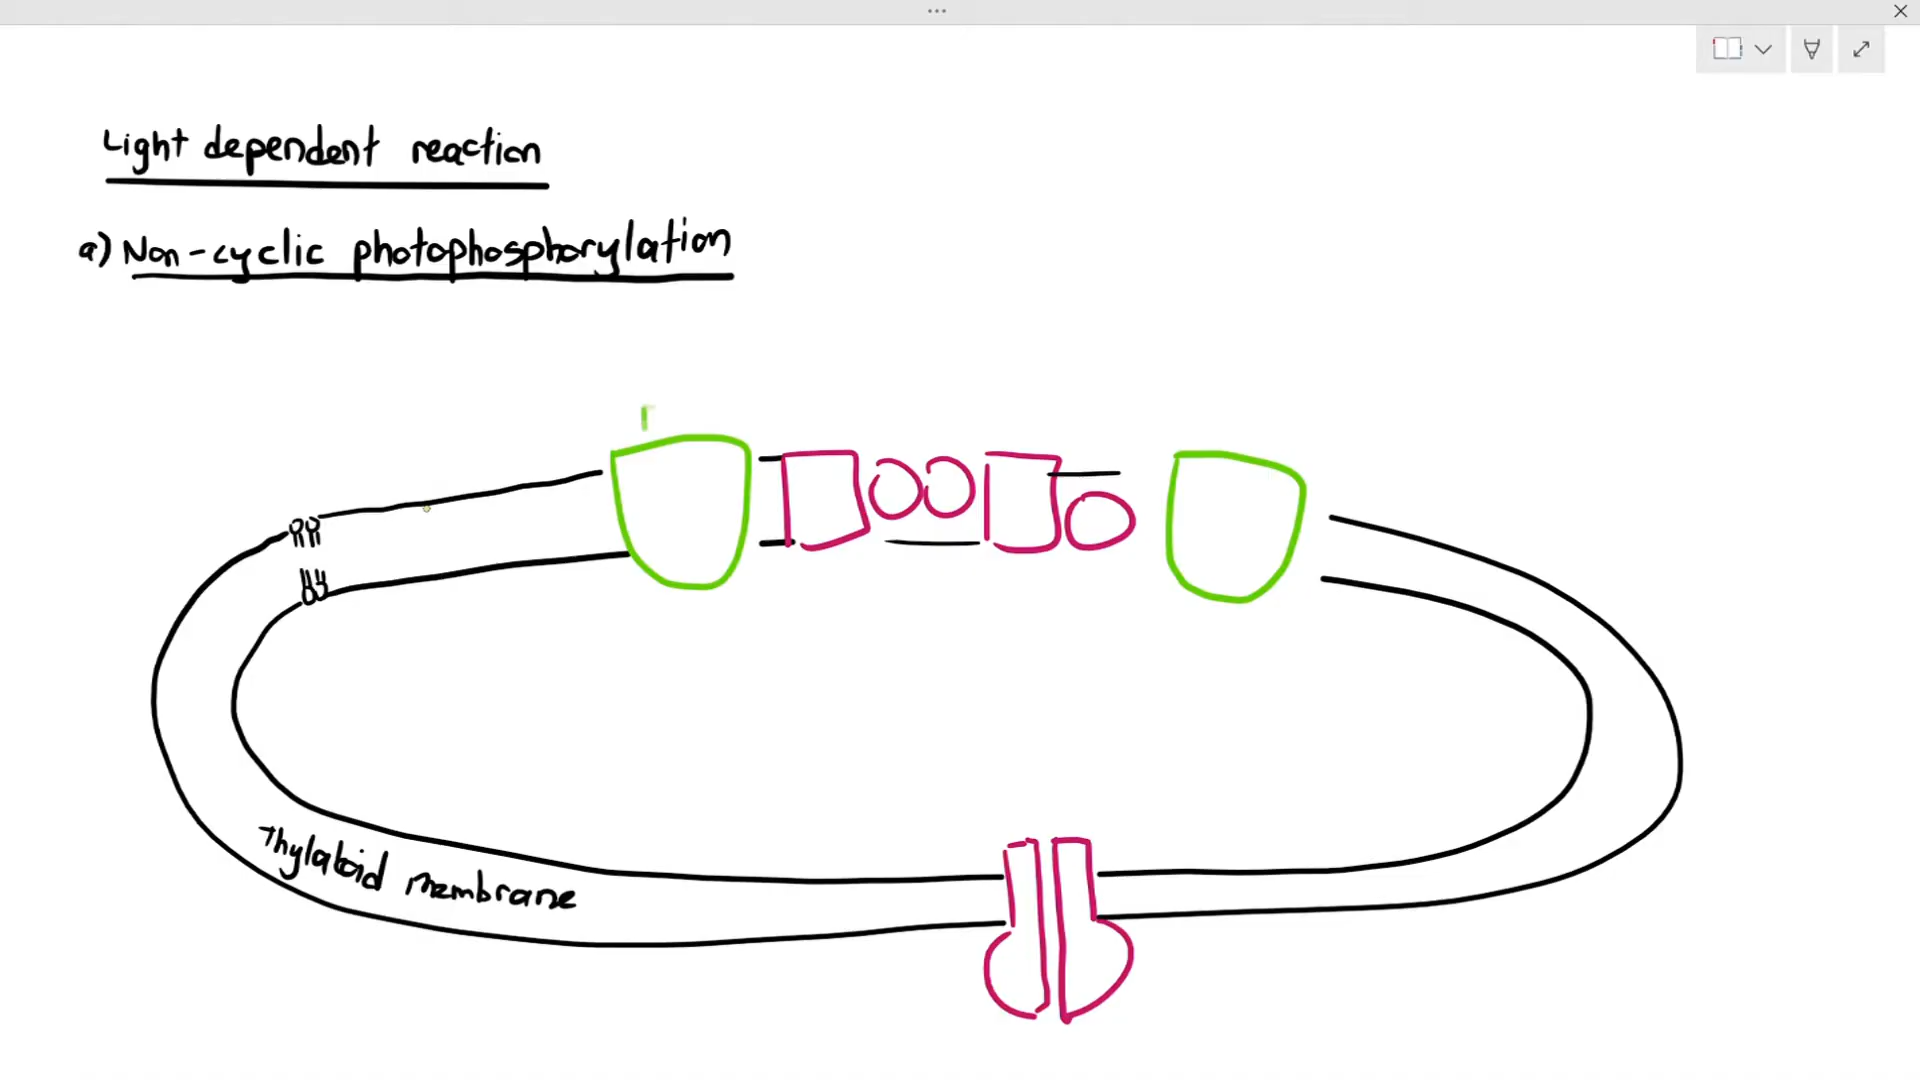 Light dependent reaction
a) Non-cyclic photophosphorylation
Thylakoid membrane